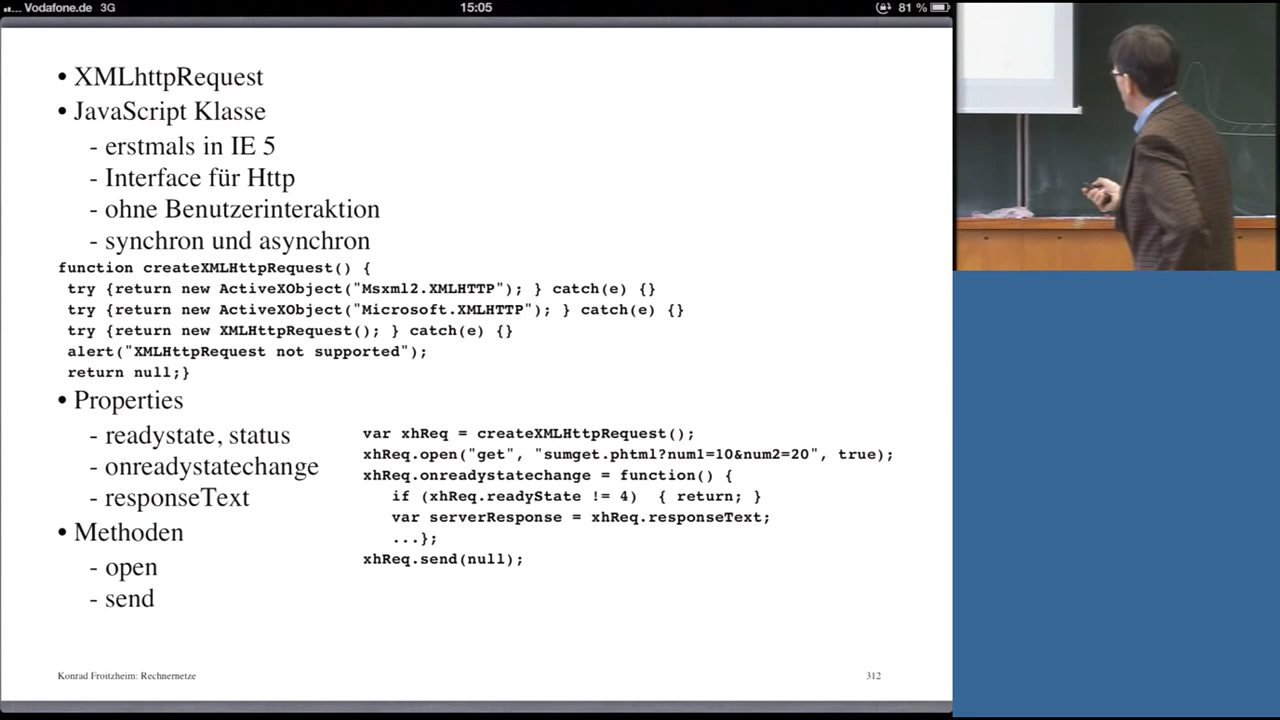 Vodafone.de 3G 15:05 81 %
• XMLhttpRequest
• JavaScript Klasse
- erstmals in IE 5
- Interface für Http
- ohne Benutzerinteraktion
- synchron und asynchron
function createXMLHttpRequest() {
try {return new ActiveXObject("Msxml2.XMLHTTP"); } catch(e) {}
try {return new ActiveXObject("Microsoft.XMLHTTP"); } catch(e) {}
try {return new XMLHttpRequest(); } catch(e) {}
alert("XMLHttpRequest not supported");
return null;}
• Properties
- readystate, status
- onreadystatechange
- responseText
• Methoden
- open
- send
var xhReq = createXMLHttpRequest();
xhReq.open("get", "sumget.phtml?num1=10&num2=20", true);
xhReq.onreadystatechange = function() {
if (xhReq.readyState != 4) { return; }
var serverResponse = xhReq.responseText;
...};
xhReq.send(null);
Konrad Froitzheim: Rechnernetze
312